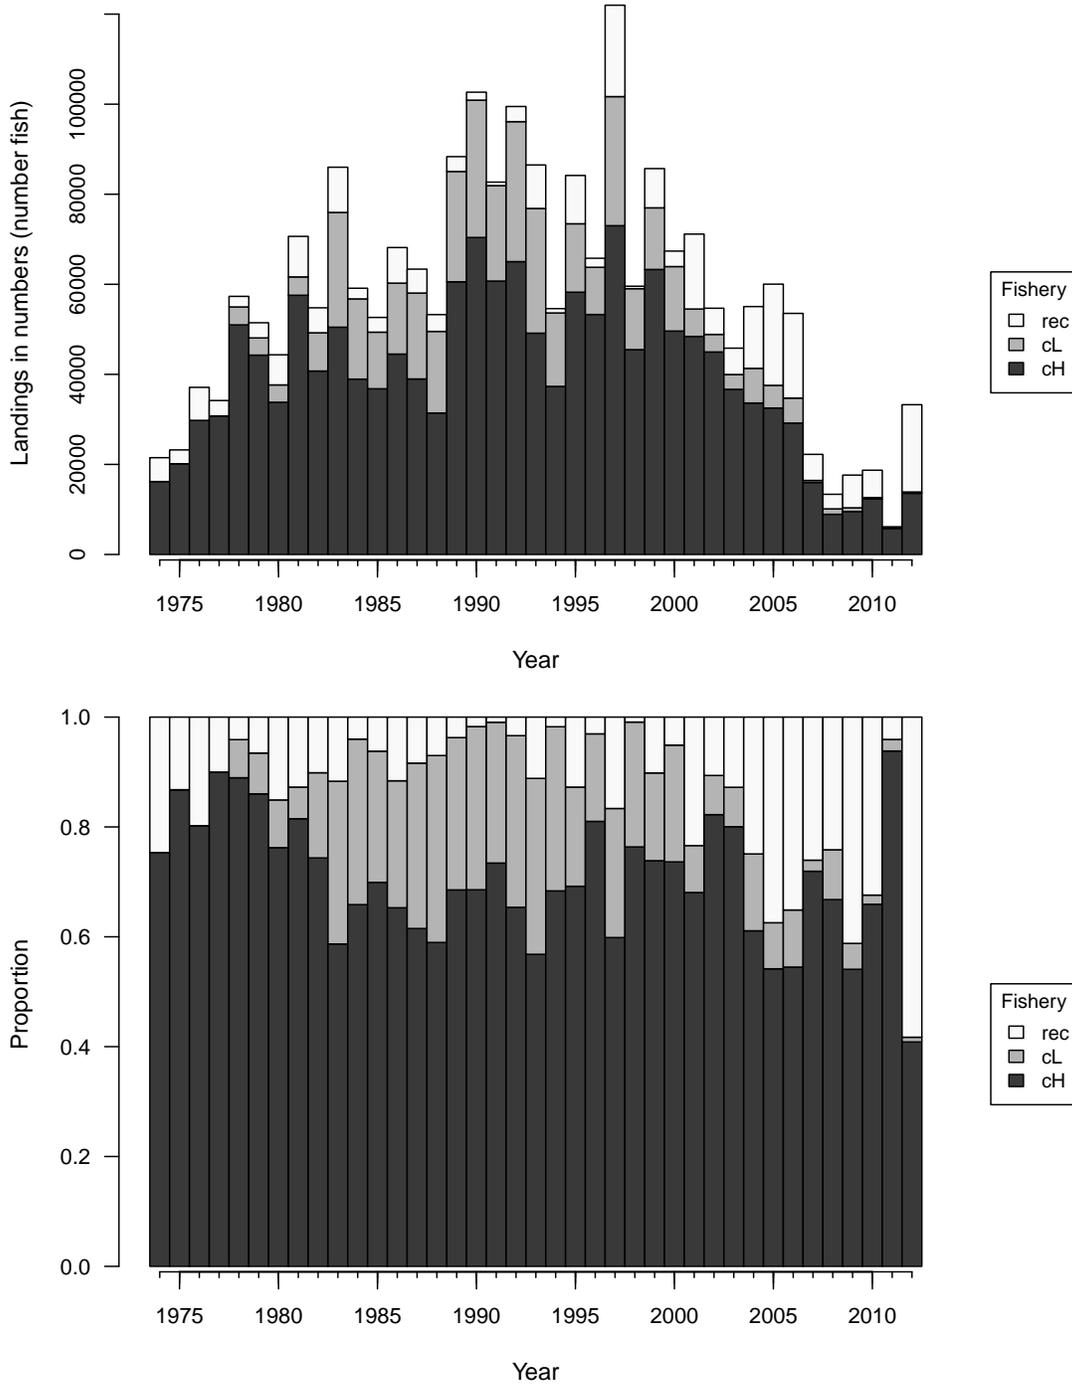 Landings in numbers (number fish)
100000
80000
60000
40000
20000
0
1975 1980 1985 1990 1995 2000 2005 2010
Year
Fishery
rec
cL
cH
Proportion
1.0
0.8
0.6
0.4
0.2
0.0
1975 1980 1985 1990 1995 2000 2005 2010
Year
Fishery
rec
cL
cH